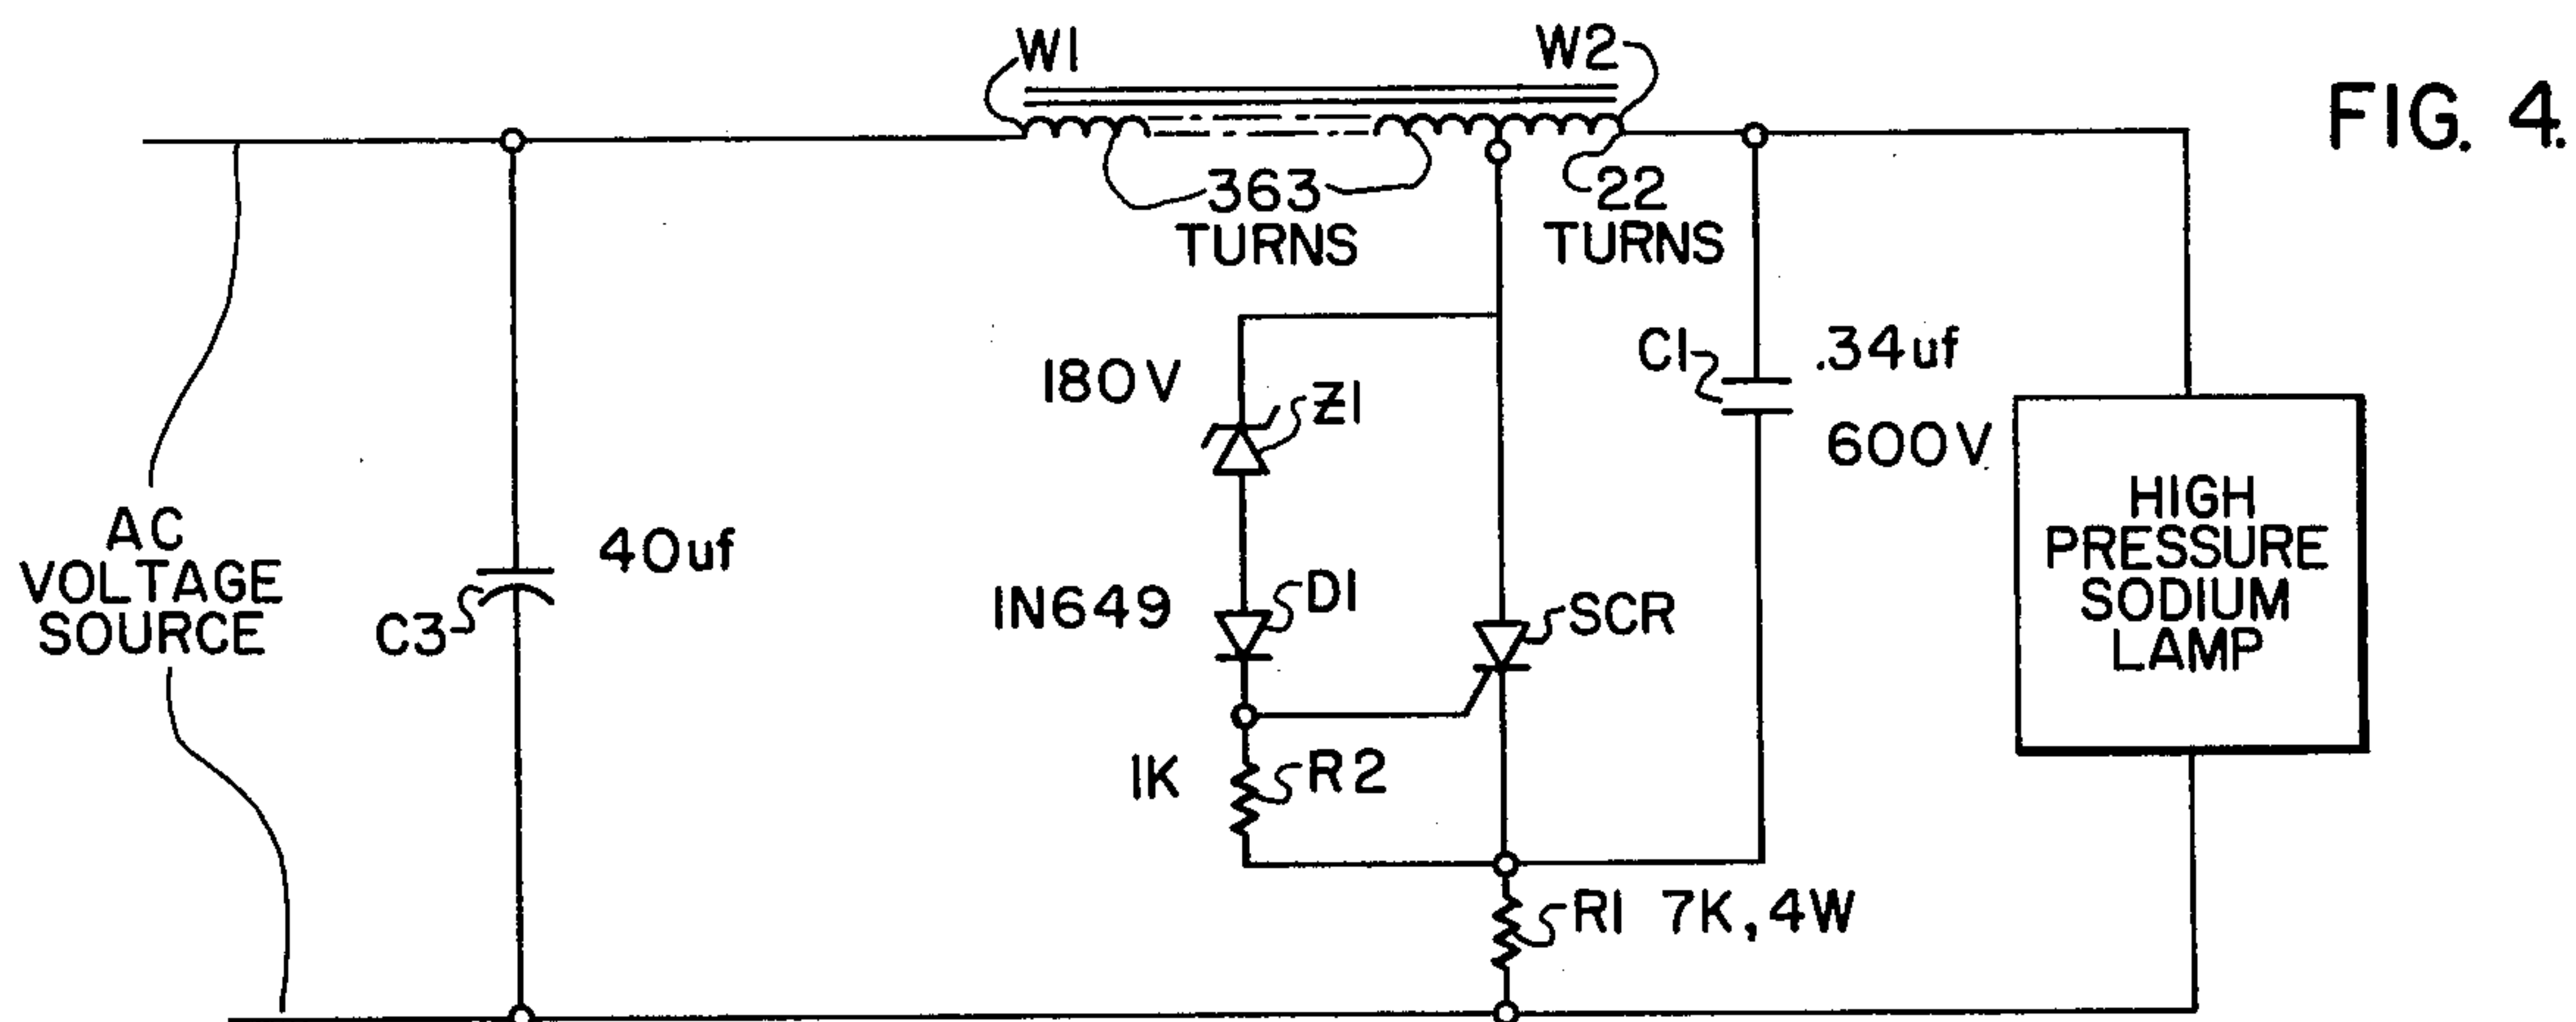 W1
W2
FIG. 4.
363
TURNS
22
TURNS
180V
Z1
C1
.34uf
600V
AC
VOLTAGE
SOURCE
C3
40uf
1N649
D1
SCR
HIGH
PRESSURE
SODIUM
LAMP
1K
R2
R1 7K, 4W